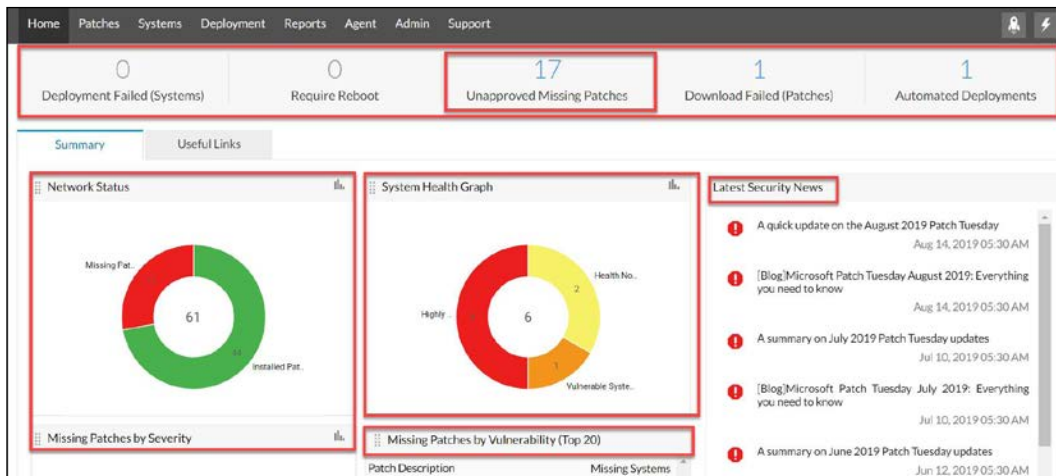 Home Patches Systems Deployment Reports Agent Admin Support
0 0 17 1 1
Deployment Failed (Systems) Require Reboot Unapproved Missing Patches Download Failed (Patches) Automated Deployments
Summary Useful Links
Network Status
Missing Pat..
61
44
Installed Pat..
System Health Graph
Health No..
2
Highly ..
6
1
Vulnerable Syste..
Latest Security News
A quick update on the August 2019 Patch Tuesday
Aug 14, 2019 05:30 AM
[Blog]Microsoft Patch Tuesday August 2019: Everything
you need to know
Aug 14, 2019 05:30 AM
A summary on July 2019 Patch Tuesday updates
Jul 10, 2019 05:30 AM
[Blog]Microsoft Patch Tuesday July 2019: Everything
you need to know
Jul 10, 2019 05:30 AM
A summary on June 2019 Patch Tuesday updates
Jun 12, 2019 05:30 AM
Missing Patches by Severity
Missing Patches by Vulnerability (Top 20)
Patch Description Missing Systems